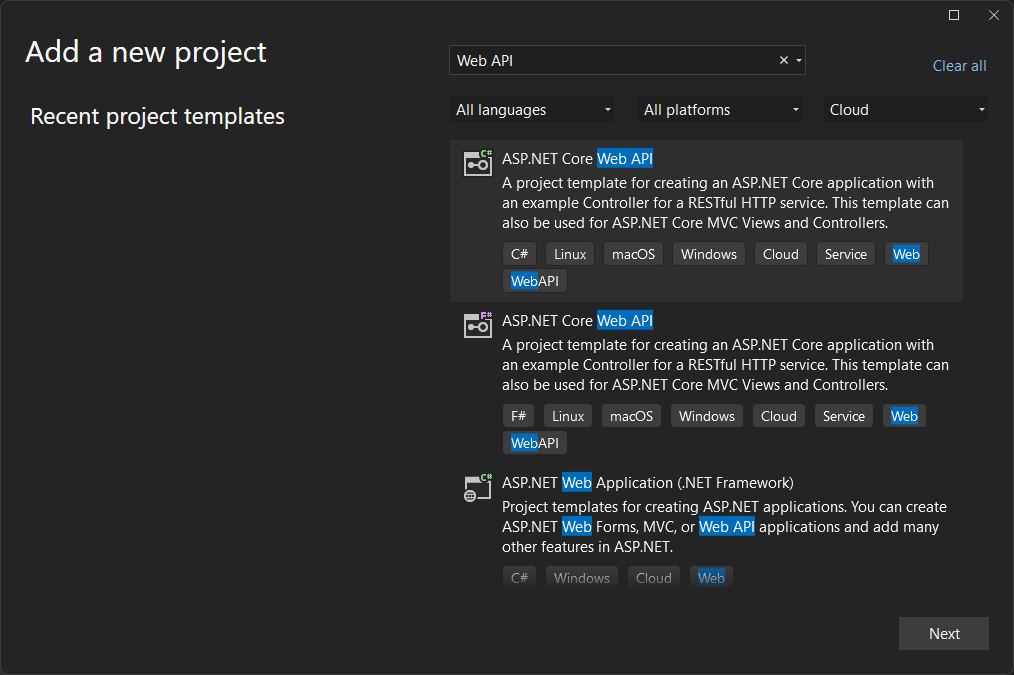 Add a new project
Recent project templates
Web API
Clear all
All languages
All platforms
Cloud
C#
ASP.NET Core Web API
A project template for creating an ASP.NET Core application with
an example Controller for a RESTful HTTP service. This template can
also be used for ASP.NET Core MVC Views and Controllers.
C# Linux macOS Windows Cloud Service Web
WebAPI
F#
ASP.NET Core Web API
A project template for creating an ASP.NET Core application with
an example Controller for a RESTful HTTP service. This template can
also be used for ASP.NET Core MVC Views and Controllers.
F# Linux macOS Windows Cloud Service Web
WebAPI
C#
ASP.NET Web Application (.NET Framework)
Project templates for creating ASP.NET applications. You can create
ASP.NET Web Forms, MVC, or Web API applications and add many
other features in ASP.NET.
C# Windows Cloud Web
Next